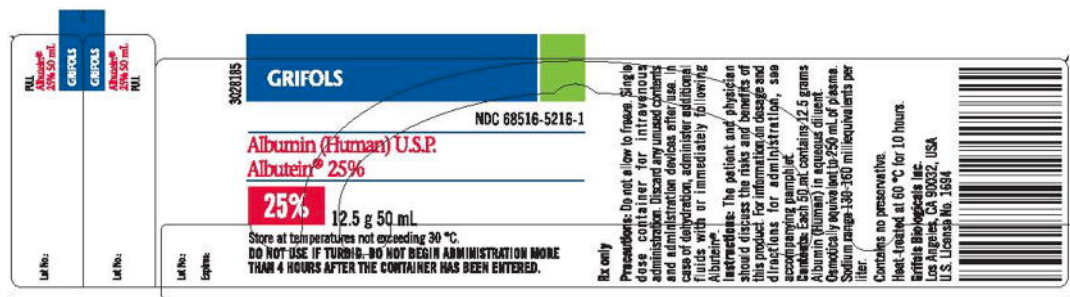 FULL
Albutein®
25% 50 mL
GRIFOLS
GRIFOLS
Albutein®
25% 50 mL
FULL
Lot No.:
Lot No.:
Lot No.:
Expires:
3028185
GRIFOLS
NDC 68516-5216-1
Albumin (Human) U.S.P.
Albutein® 25%
25%
12.5 g 50 mL
Store at temperatures not exceeding 30 °C.
DO NOT USE IF TURBID. DO NOT BEGIN ADMINISTRATION MORE
THAN 4 HOURS AFTER THE CONTAINER HAS BEEN ENTERED.
Rx only
Precautions: Do not allow to freeze. Single
dose container for intravenous
administration. Discard any unused contents
and administration devices after use. In
case of dehydration, administer additional
fluids with or immediately following
Albutein®.
Instructions: The patient and physician
should discuss the risks and benefits of
this product. For information on dosage and
directions for administration, see
accompanying pamphlet.
Contents: Each 50 mL contains 12.5 grams
Albumin (Human) in aqueous diluent.
Osmotically equivalent to 250 mL of plasma.
Sodium range 130-160 milliequivalents per
liter.
Contains no preservative.
Heat-treated at 60 °C for 10 hours.
Grifols Biologicals Inc.
Los Angeles, CA 90032, USA
U.S. License No. 1694